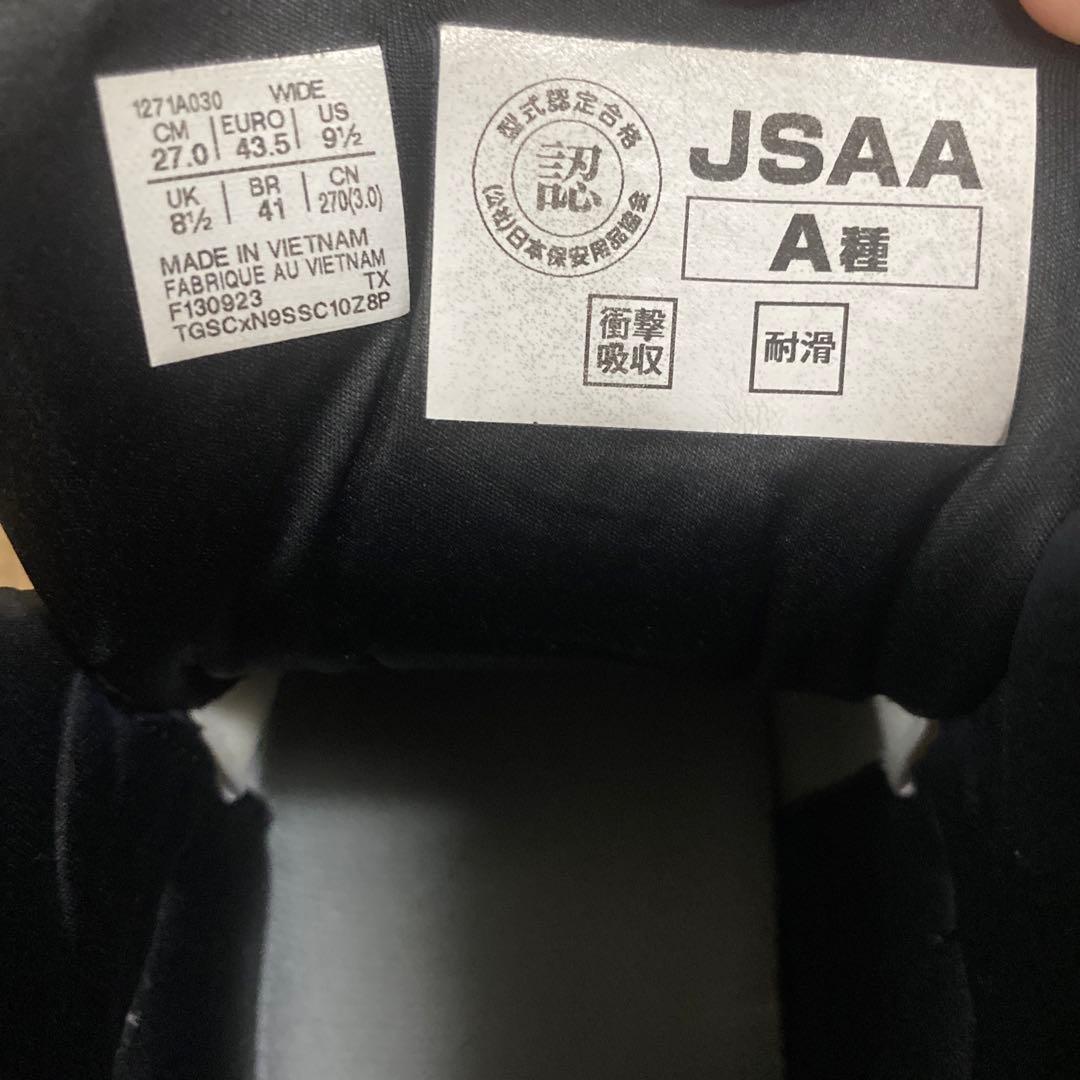 1271A030 WIDE
CM 27.0 EURO 43.5 US 9½
UK 8½ BR 41 CN 270(3.0)
MADE IN VIETNAM
FABRIQUE AU VIETNAM
F130923 TX
TGSCxN9SSC10Z8P
型式認定合格
認
(公社)日本保安用品協会
JSAA
A種
衝撃
吸収
耐滑